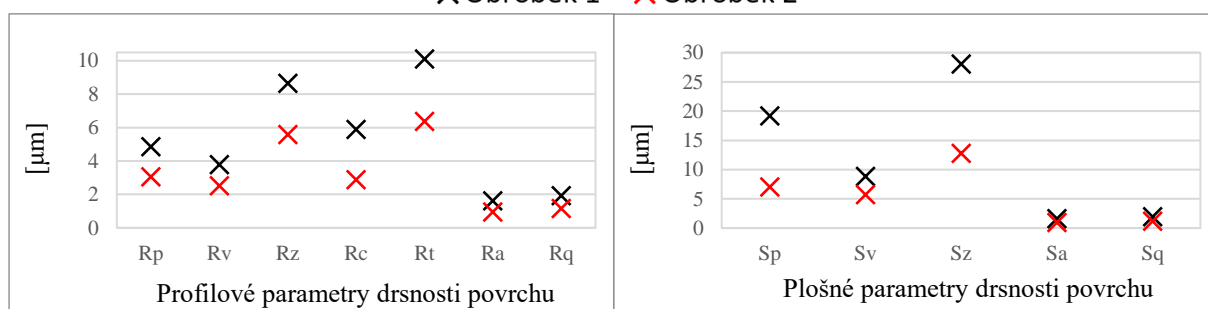 Obrobek 1 Obrobek 2
10
8
6
4
2
0
[μm]
Rp Rv Rz Rc Rt Ra Rq
Profilové parametry drsnosti povrchu
30
25
20
15
10
5
0
[μm]
Sp Sv Sz Sa Sq
Plošné parametry drsnosti povrchu